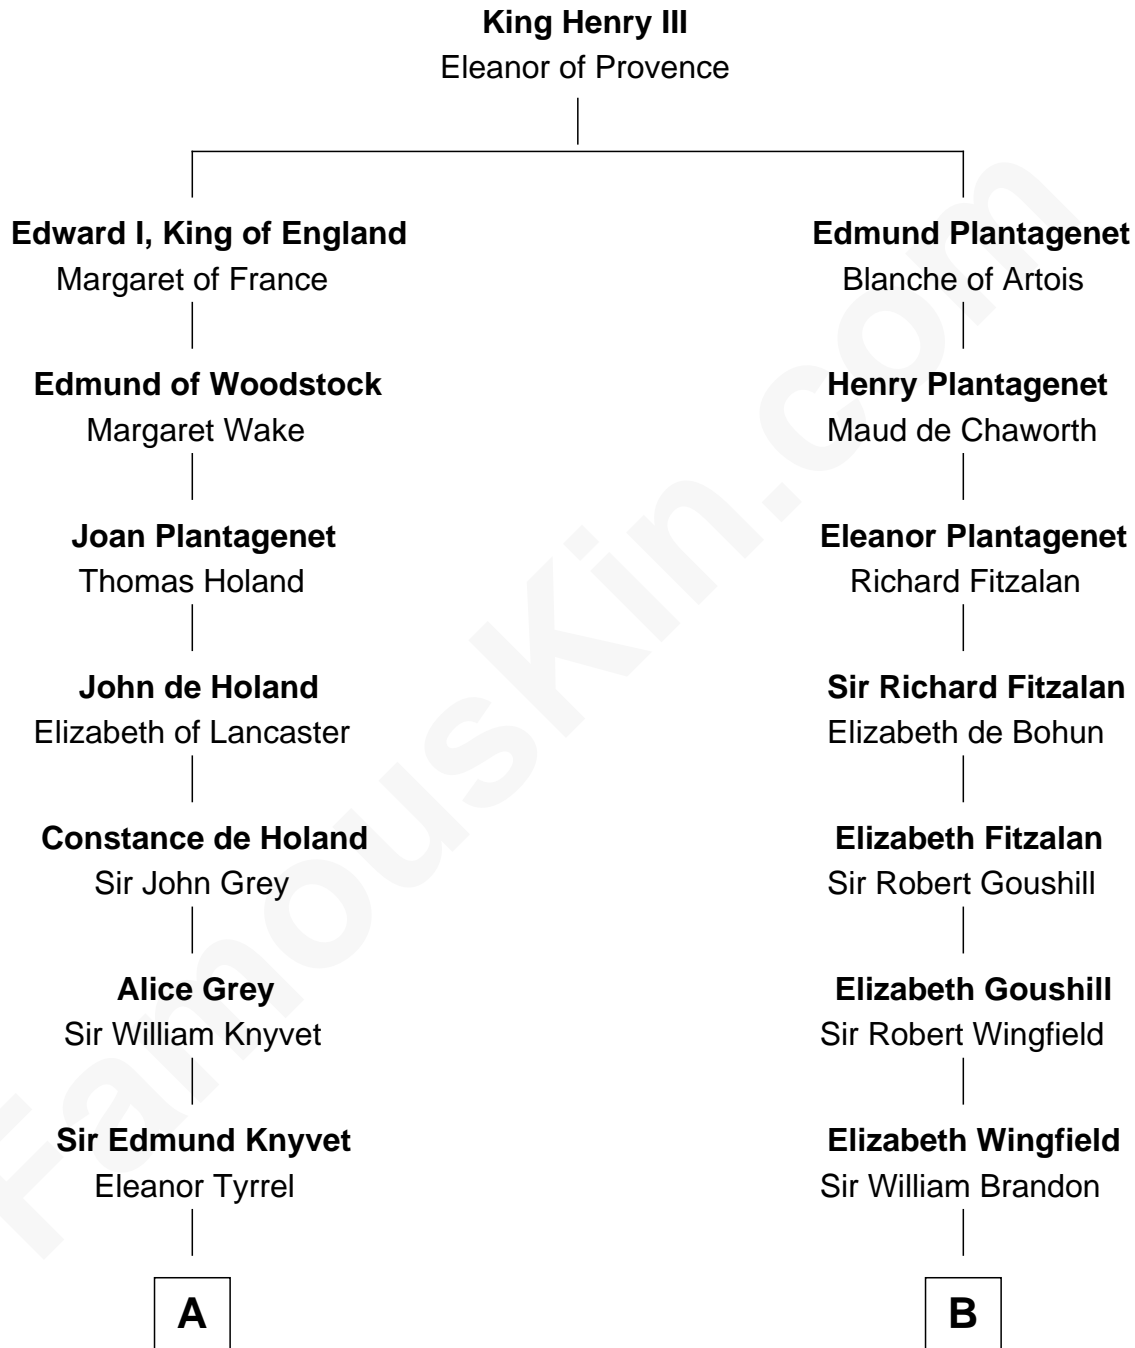 King Henry III
Eleanor of Provence
Edward I, King of England
Margaret of France
Edmund Plantagenet
Blanche of Artois
Edmund of Woodstock
Margaret Wake
Henry Plantagenet
Maud de Chaworth
Joan Plantagenet
Thomas Holand
Eleanor Plantagenet
Richard Fitzalan
John de Holand
Elizabeth of Lancaster
Sir Richard Fitzalan
Elizabeth de Bohun
Constance de Holand
Sir John Grey
Elizabeth Fitzalan
Sir Robert Goushill
Alice Grey
Sir William Knyvet
Elizabeth Goushill
Sir Robert Wingfield
Sir Edmund Knyvet
Eleanor Tyrrel
Elizabeth Wingfield
Sir William Brandon
A
B
FamousKin.com